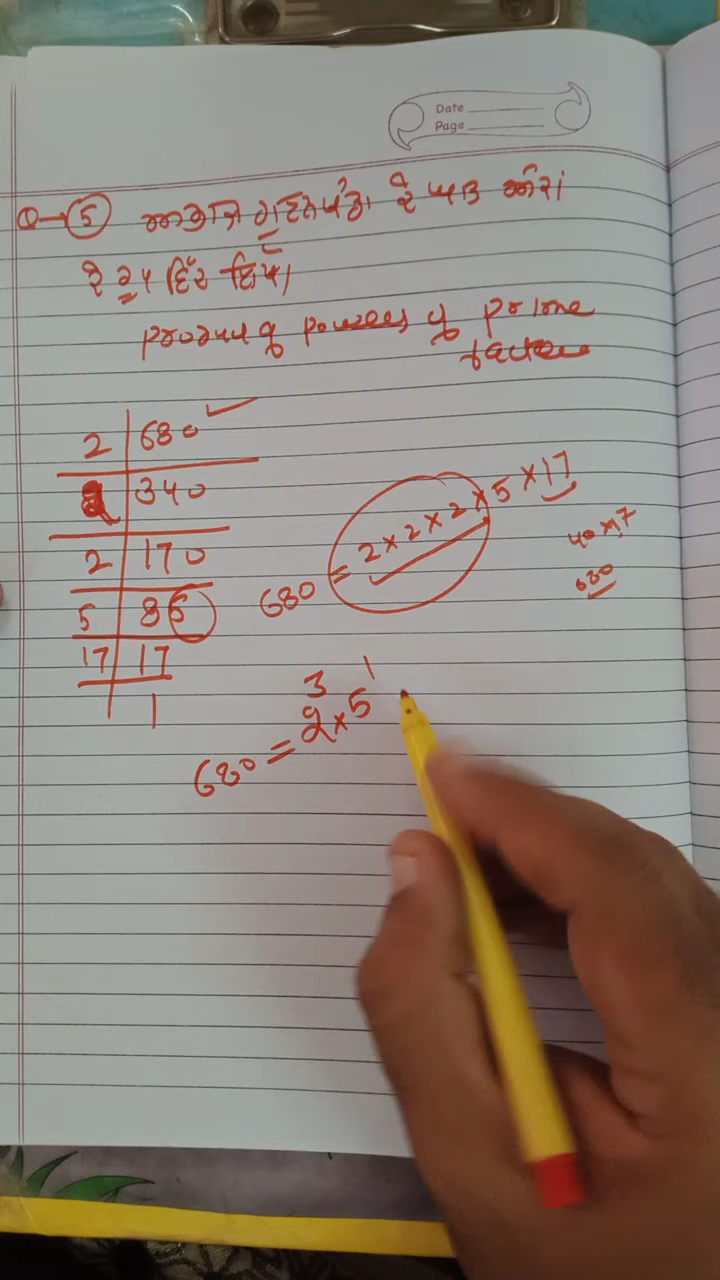 Date
Page
Q→ 5
ਦੇ ਰੂਪ ਵਿੱਚ ਲਿਖੋ।
product of powers of prime
factors
2 | 680 ✓
2 | 340
2 | 170
5 | 85
17 | 17
1
680 = 2×2×2×5×17
40×17
680
680 = 2³×5¹